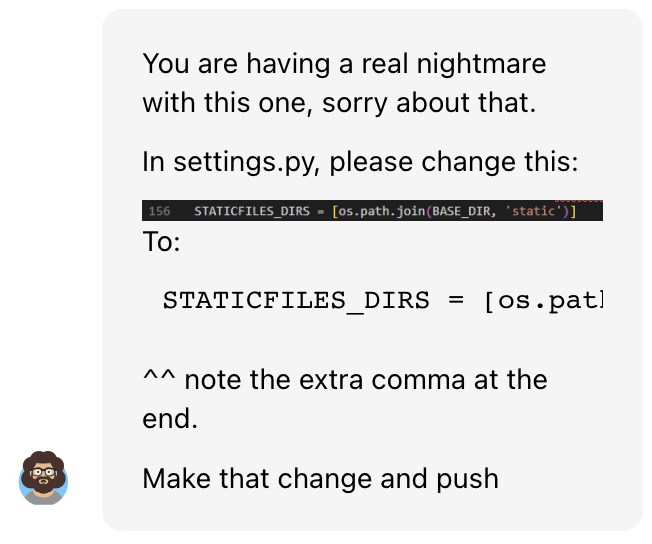 You are having a real nightmare
with this one, sorry about that.
In settings.py, please change this:
156 STATICFILES_DIRS = [os.path.join(BASE_DIR, 'static')]
To:
STATICFILES_DIRS = [os.pat
^^ note the extra comma at the
end.
Make that change and push